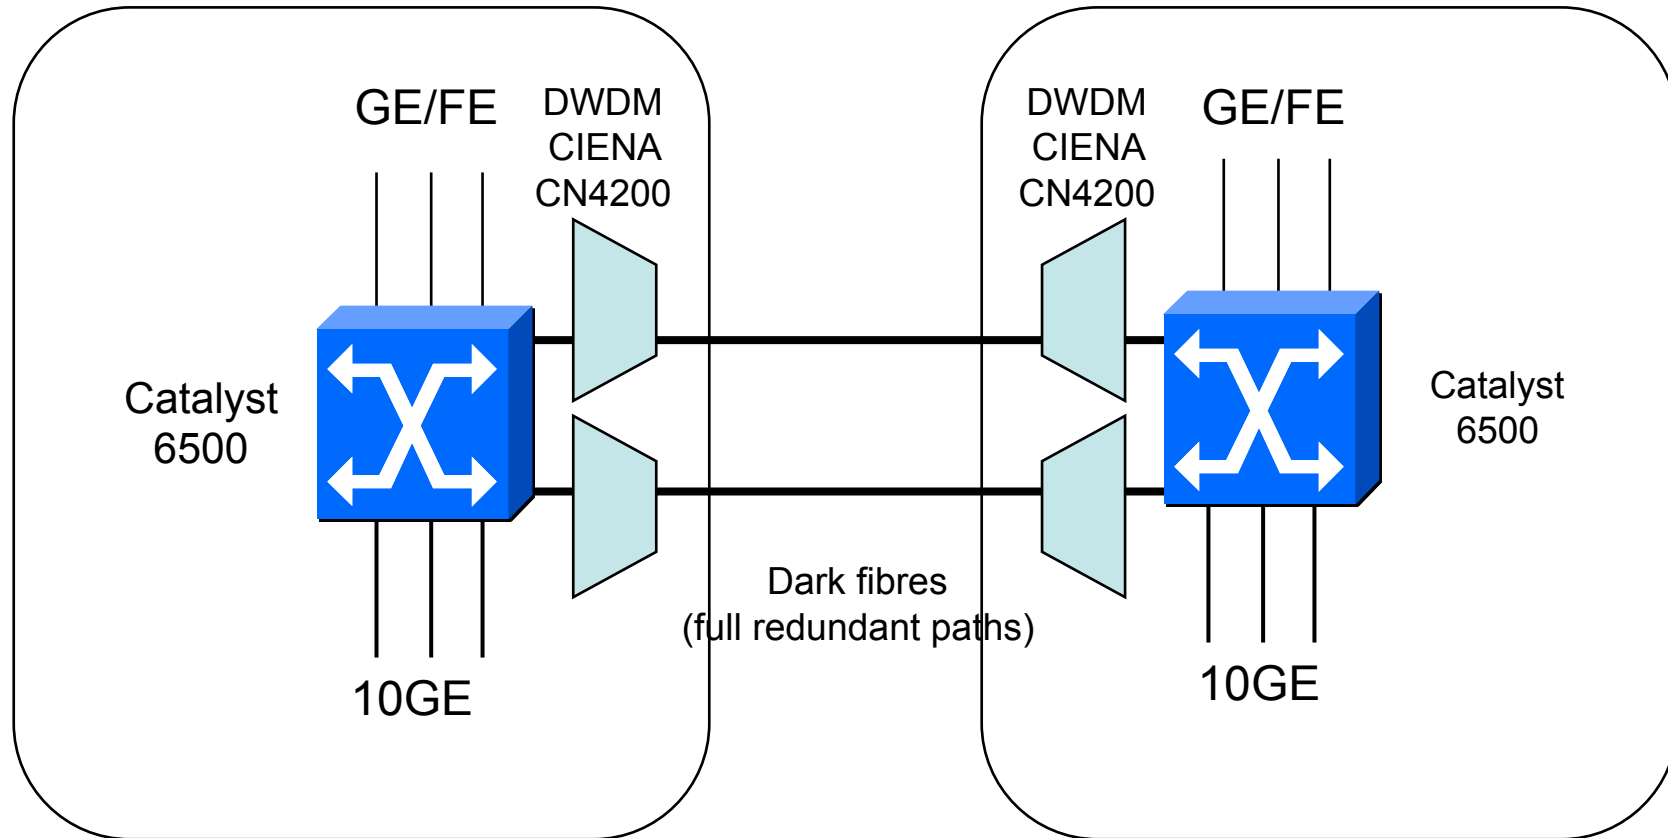 GE/FE
DWDM
CIENA
CN4200
Catalyst
6500
10GE
Dark fibres
(full redundant paths)
DWDM
CIENA
CN4200
GE/FE
Catalyst
6500
10GE